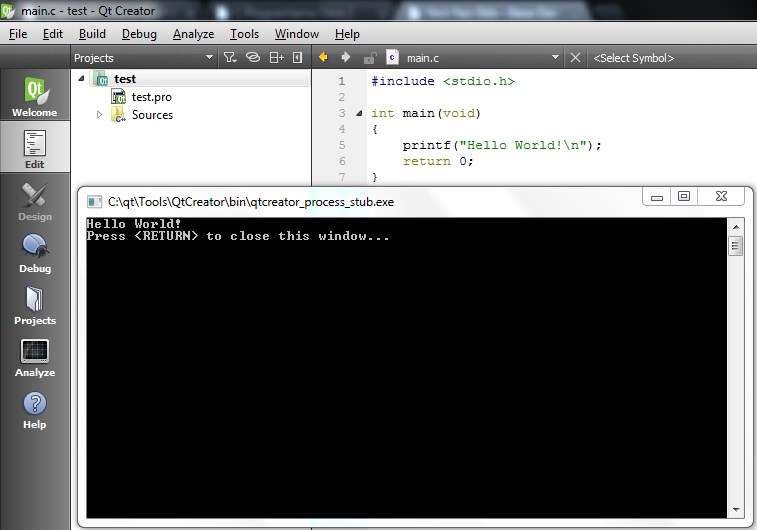 main.c - test - Qt Creator
File Edit Build Debug Analyze Tools Window Help
Projects
main.c
<Select Symbol>
Qt
Welcome
Edit
Design
Debug
Projects
Analyze
Help
test
test.pro
Sources
1 #include <stdio.h>
2
3 int main(void)
4 {
5 printf("Hello World!\n");
6 return 0;
7 }
C:\qt\Tools\QtCreator\bin\qtcreator_process_stub.exe
Hello World!
Press <RETURN> to close this window...